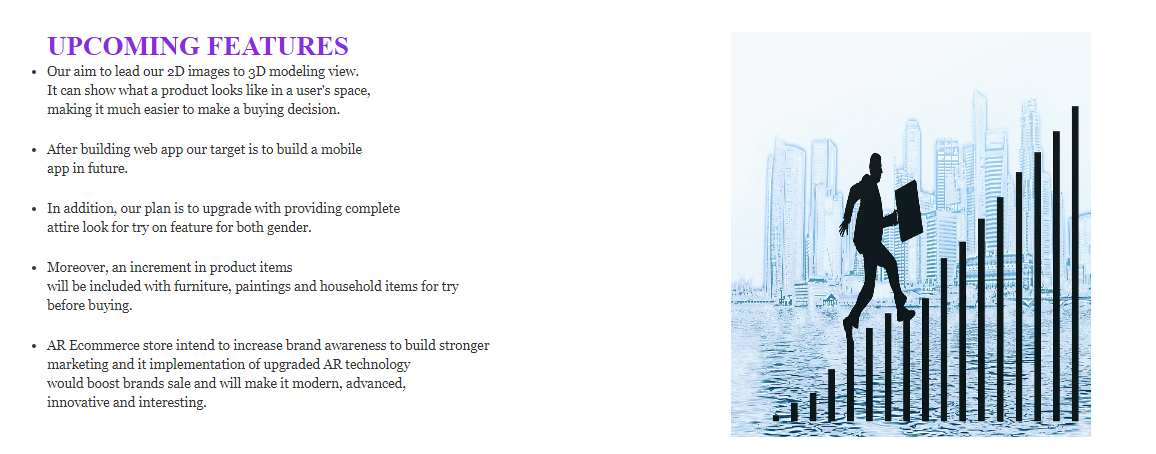 UPCOMING FEATURES
• Our aim to lead our 2D images to 3D modeling view.
It can show what a product looks like in a user's space,
making it much easier to make a buying decision.
• After building web app our target is to build a mobile
app in future.
• In addition, our plan is to upgrade with providing complete
attire look for try on feature for both gender.
• Moreover, an increment in product items
will be included with furniture, paintings and household items for try
before buying.
• AR Ecommerce store intend to increase brand awareness to build stronger
marketing and it implementation of upgraded AR technology
would boost brands sale and will make it modern, advanced,
innovative and interesting.